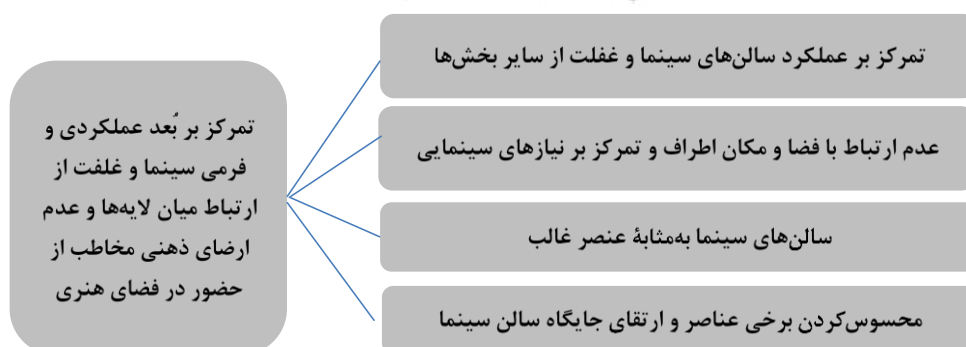 تمرکز بر عملکرد سالن‌های سینما و غفلت از سایر بخش‌ها
تمرکز بر بُعد عملکردی و
فرمی سینما و غلفت از
ارتباط میان لایه‌ها و عدم
ارضای ذهنی مخاطب از
حضور در فضای هنری
عدم ارتباط با فضا و مکان اطراف و تمرکز بر نیازهای سینمایی
سالن‌های سینما به‌مثابۀ عنصر غالب
محسوس‌کردن برخی عناصر و ارتقای جایگاه سالن سینما